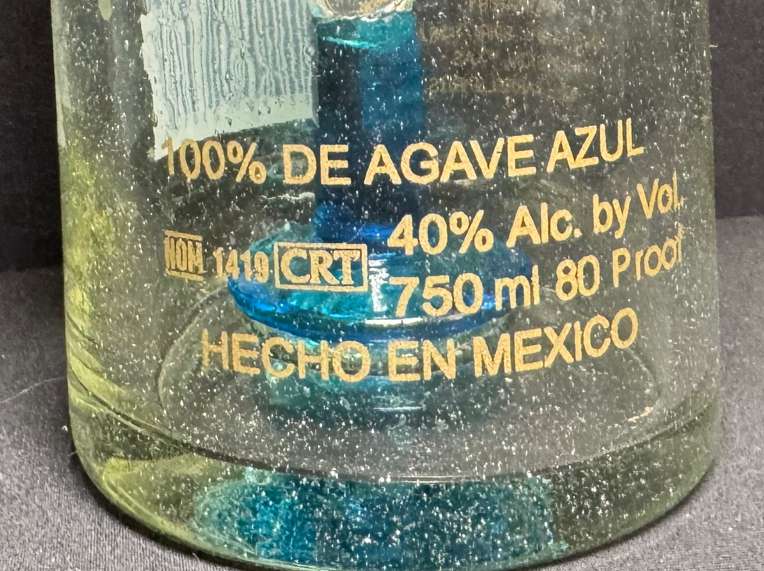 100% DE AGAVE AZUL
NOM 1419 CRT 40% Alc. by Vol.
750 ml 80 Proof
HECHO EN MEXICO